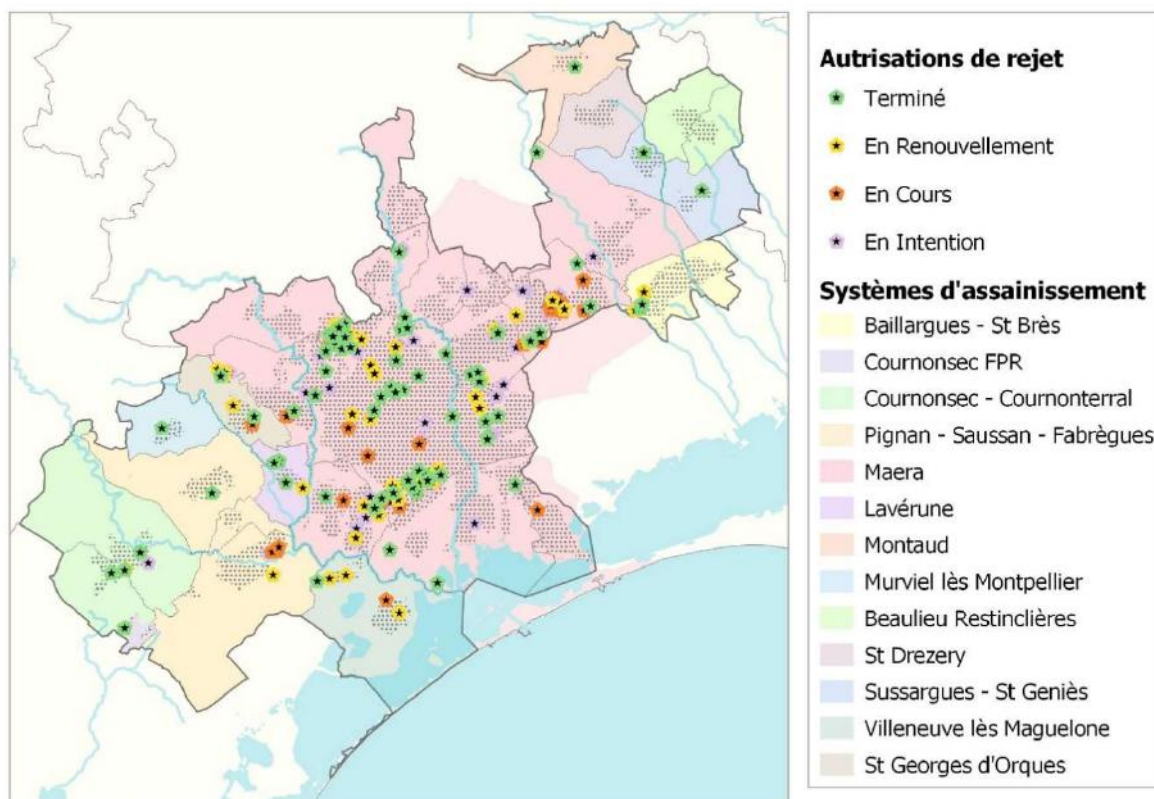 Autrisations de rejet
Terminé
En Renouvellement
En Cours
En Intention
Systèmes d'assainissement
Baillargues - St Brès
Cournonsec FPR
Cournonsec - Cournonterral
Pignan - Saussan - Fabrègues
Maera
Lavérune
Montaud
Murviel lès Montpellier
Beaulieu Restinclières
St Drezery
Sussargues - St Geniès
Villeneuve lès Maguelone
St Georges d'Orques